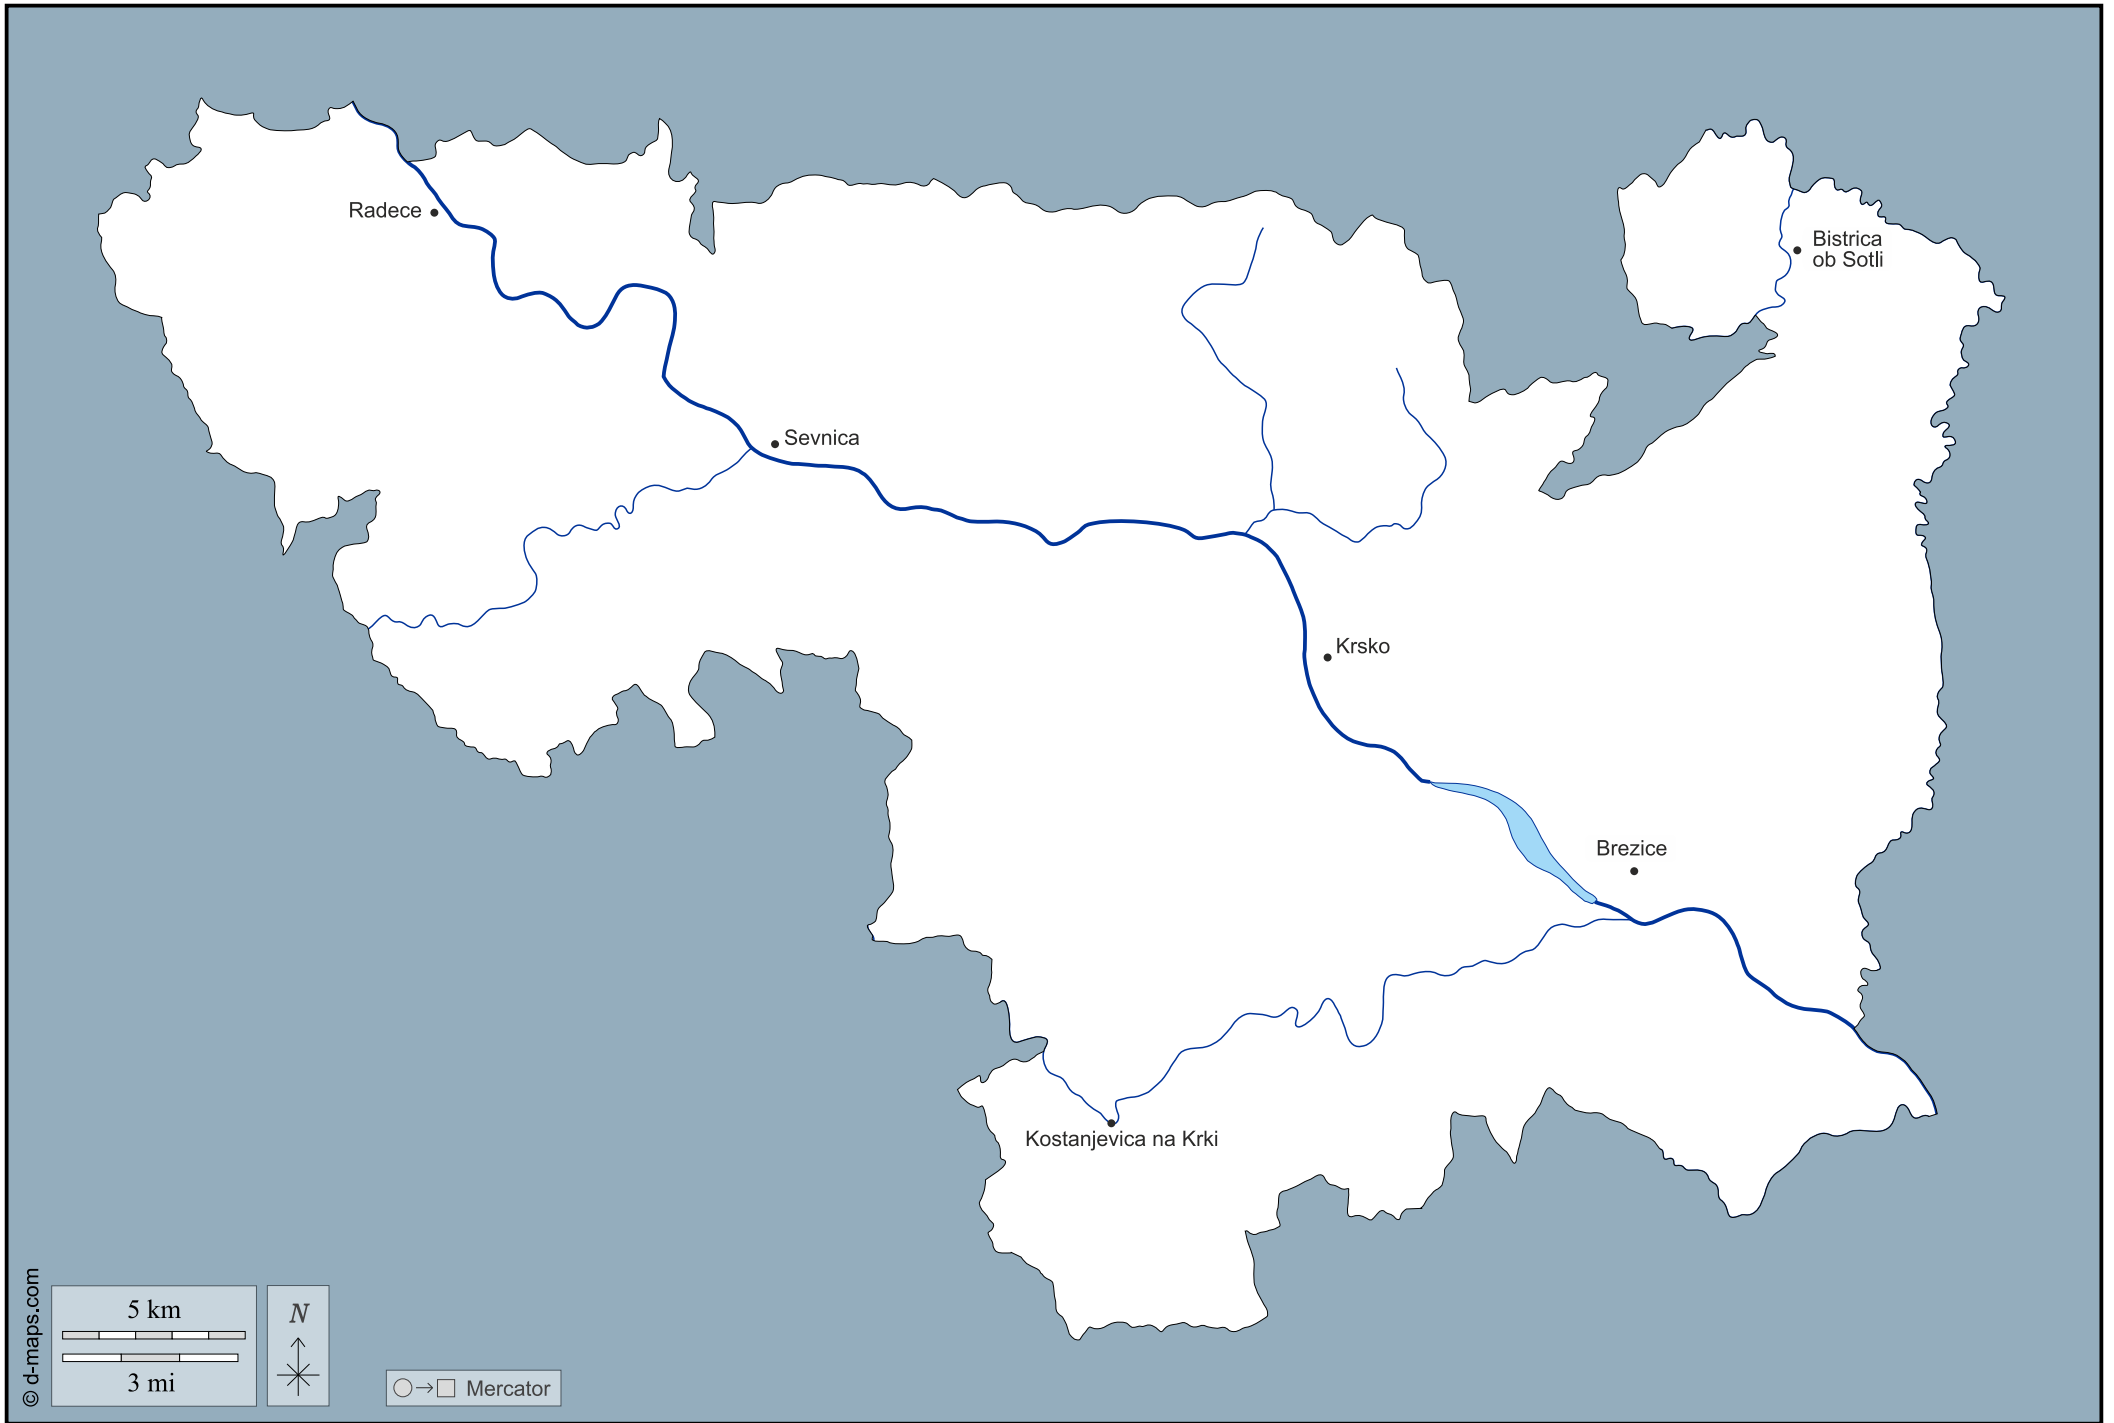 Radece
Bistrica
ob Sotli
Sevnica
Krsko
Brezice
Kostanjevica na Krki
© d-maps.com
5 km
3 mi
N
Mercator